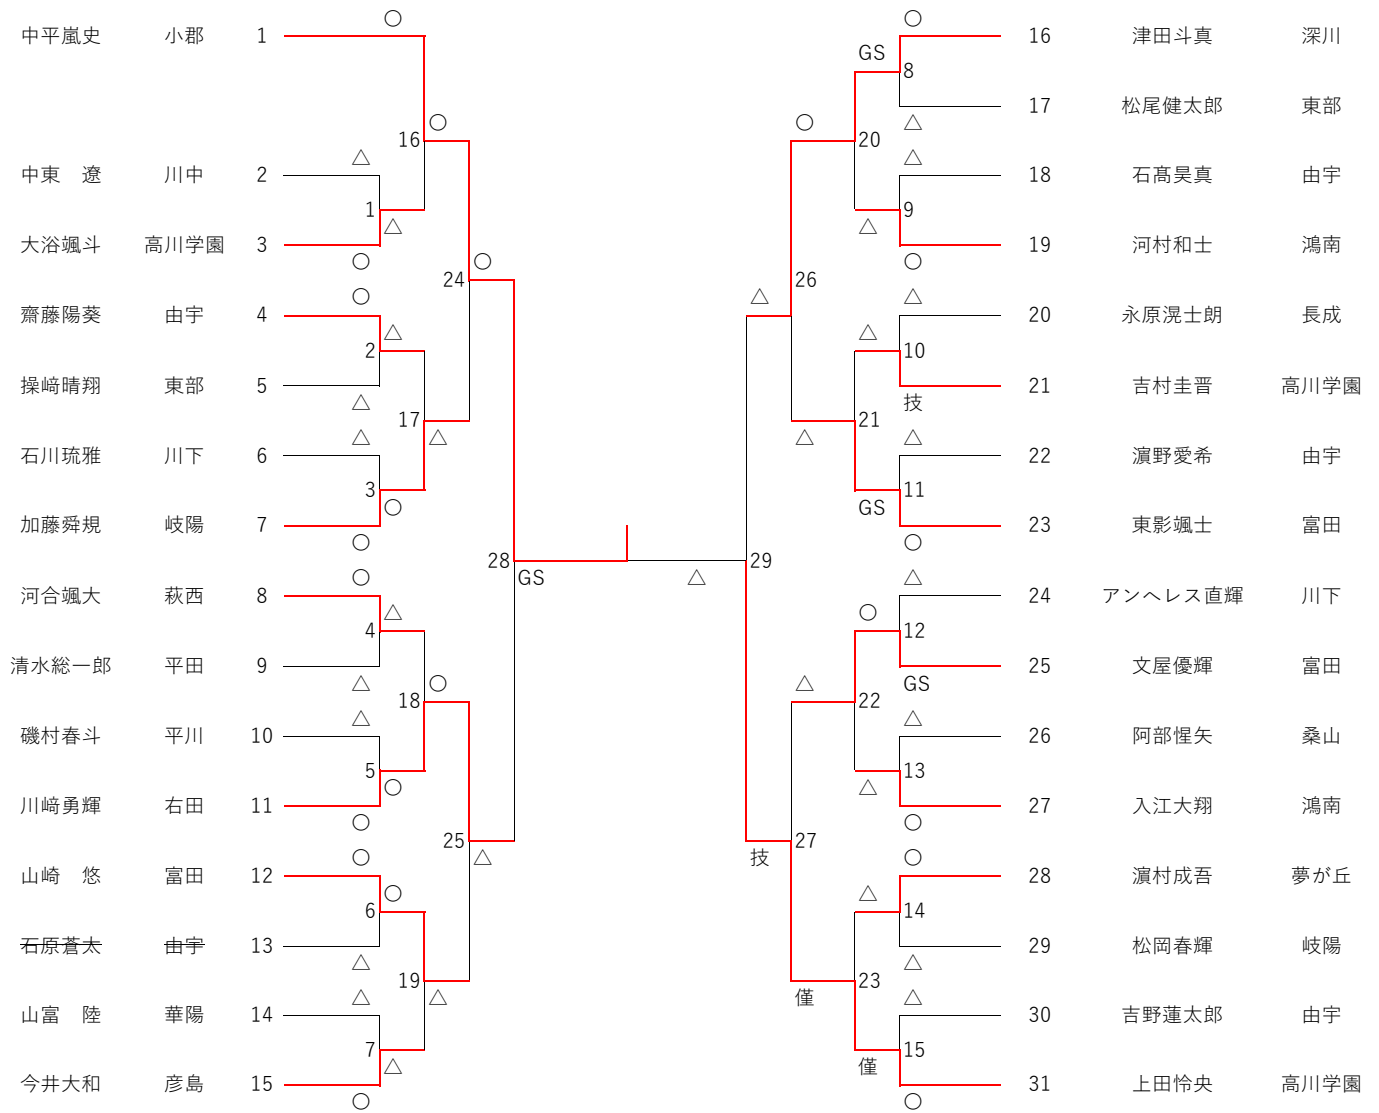 中平嵐史 小郡 1 ○ ○ 16 津田斗真 深川
GS 8
17 松尾健太郎 東部
16 ○ ○ 20 △
△ △
中東 遼 川中 2 18 石髙昊真 由宇
1 △ △ 9
大浴颯斗 高川学園 3 19 河村和士 鴻南
○ ○ ○
24 26
○ △ △
齋藤陽葵 由宇 4 20 永原滉士朗 長成
2 △ △ 10
操﨑晴翔 東部 5 21 吉村圭晋 高川学園
△ 技
17 △ △ 21
△ △
石川琉雅 川下 6 22 濵野愛希 由宇
3 ○ GS 11
加藤舜規 岐陽 7 23 東影颯士 富田
○ ○
28 GS △ 29
○ △
河合颯大 萩西 8 24 アンヘレス直輝 川下
4 △ ○ 12
清水総一郎 平田 9 25 文屋優輝 富田
△ GS
18 ○ △ 22
△ △
磯村春斗 平川 10 26 阿部惺矢 桑山
5 ○ △ 13
川﨑勇輝 右田 11 27 入江大翔 鴻南
○ ○
25 △ 技 27
○ ○
山崎 悠 富田 12 28 濵村成吾 夢が丘
6 ○ △ 14
石原蒼太 由宇 13 29 松岡春輝 岐陽
△ △
19 △ 僅 23
△ △
山富 陸 華陽 14 30 吉野蓮太郎 由宇
7 △ 僅 15
今井大和 彦島 15 31 上田怜央 高川学園
○ ○